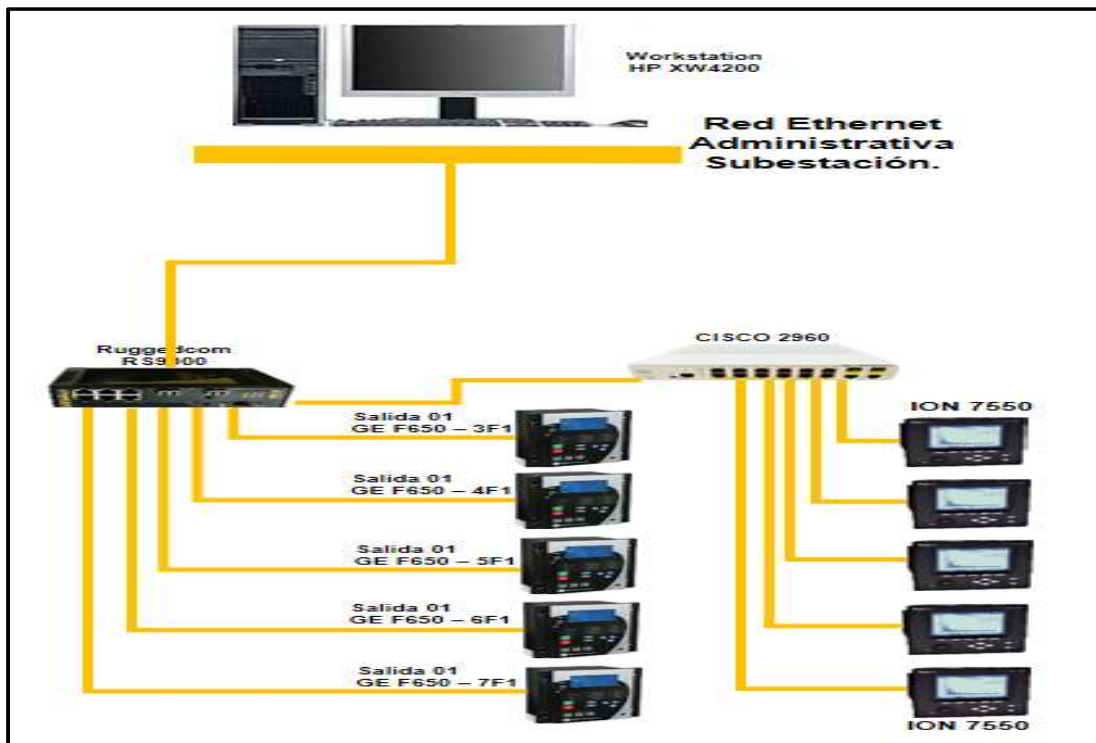 Workstation
HP XW4200
Red Ethernet
Administrativa
Subestación.
Ruggedcom
RS9000
CISCO 2960
Salida 01
GE F650 – 3F1
ION 7550
Salida 01
GE F650 – 4F1
Salida 01
GE F650 – 5F1
Salida 01
GE F650 – 6F1
Salida 01
GE F650 – 7F1
ION 7550